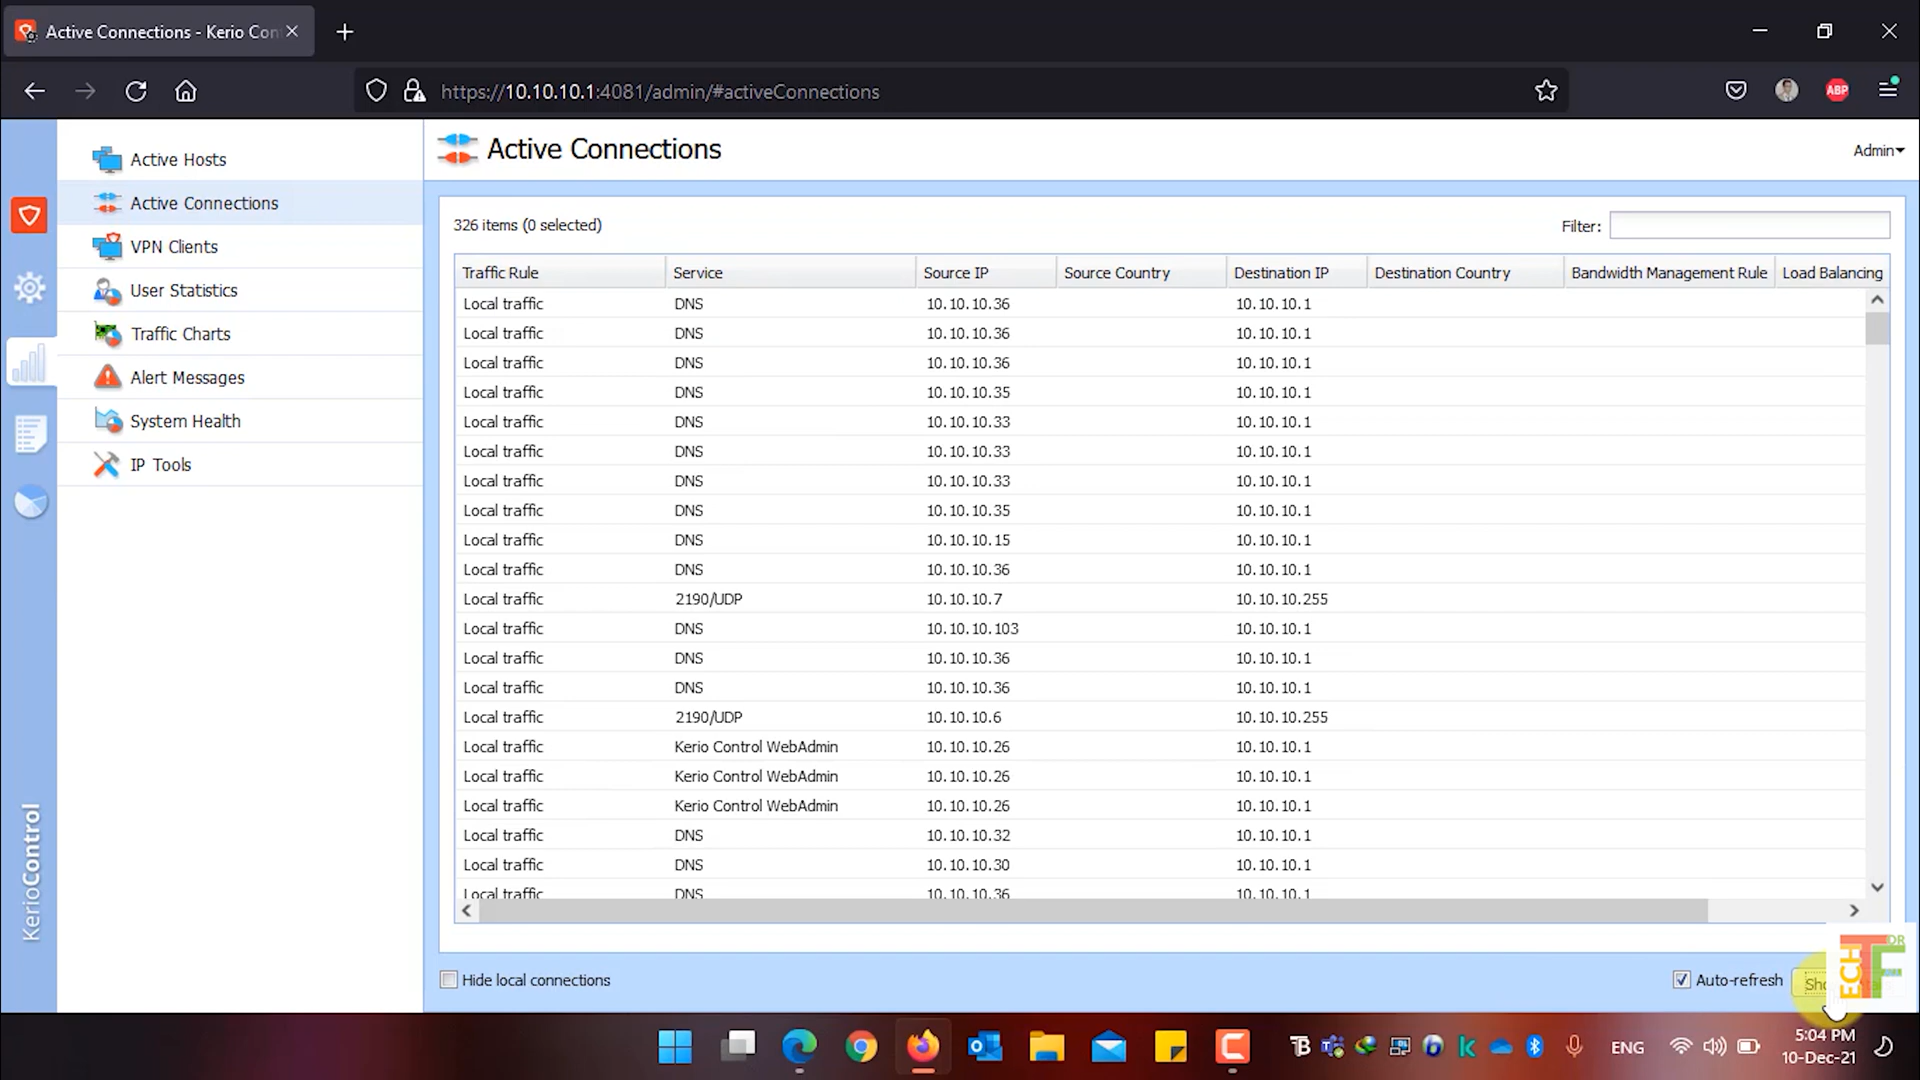 Active Connections - Kerio Con
https://10.10.10.1:4081/admin/#activeConnections
ABP
Active Hosts
Active Connections
VPN Clients
User Statistics
Traffic Charts
Alert Messages
System Health
IP Tools
KerioControl
Active Connections
Admin
326 items (0 selected)
Filter:
Traffic Rule Service Source IP Source Country Destination IP Destination Country Bandwidth Management Rule Load Balancing
Local traffic DNS 10.10.10.36 10.10.10.1
Local traffic DNS 10.10.10.36 10.10.10.1
Local traffic DNS 10.10.10.36 10.10.10.1
Local traffic DNS 10.10.10.35 10.10.10.1
Local traffic DNS 10.10.10.33 10.10.10.1
Local traffic DNS 10.10.10.33 10.10.10.1
Local traffic DNS 10.10.10.33 10.10.10.1
Local traffic DNS 10.10.10.35 10.10.10.1
Local traffic DNS 10.10.10.15 10.10.10.1
Local traffic DNS 10.10.10.36 10.10.10.1
Local traffic 2190/UDP 10.10.10.7 10.10.10.255
Local traffic DNS 10.10.10.103 10.10.10.1
Local traffic DNS 10.10.10.36 10.10.10.1
Local traffic DNS 10.10.10.36 10.10.10.1
Local traffic 2190/UDP 10.10.10.6 10.10.10.255
Local traffic Kerio Control WebAdmin 10.10.10.26 10.10.10.1
Local traffic Kerio Control WebAdmin 10.10.10.26 10.10.10.1
Local traffic Kerio Control WebAdmin 10.10.10.26 10.10.10.1
Local traffic DNS 10.10.10.32 10.10.10.1
Local traffic DNS 10.10.10.30 10.10.10.1
Local traffic DNS 10.10.10.36 10.10.10.1
Hide local connections
Auto-refresh
ECH TF DR
ENG
5:04 PM
10-Dec-21